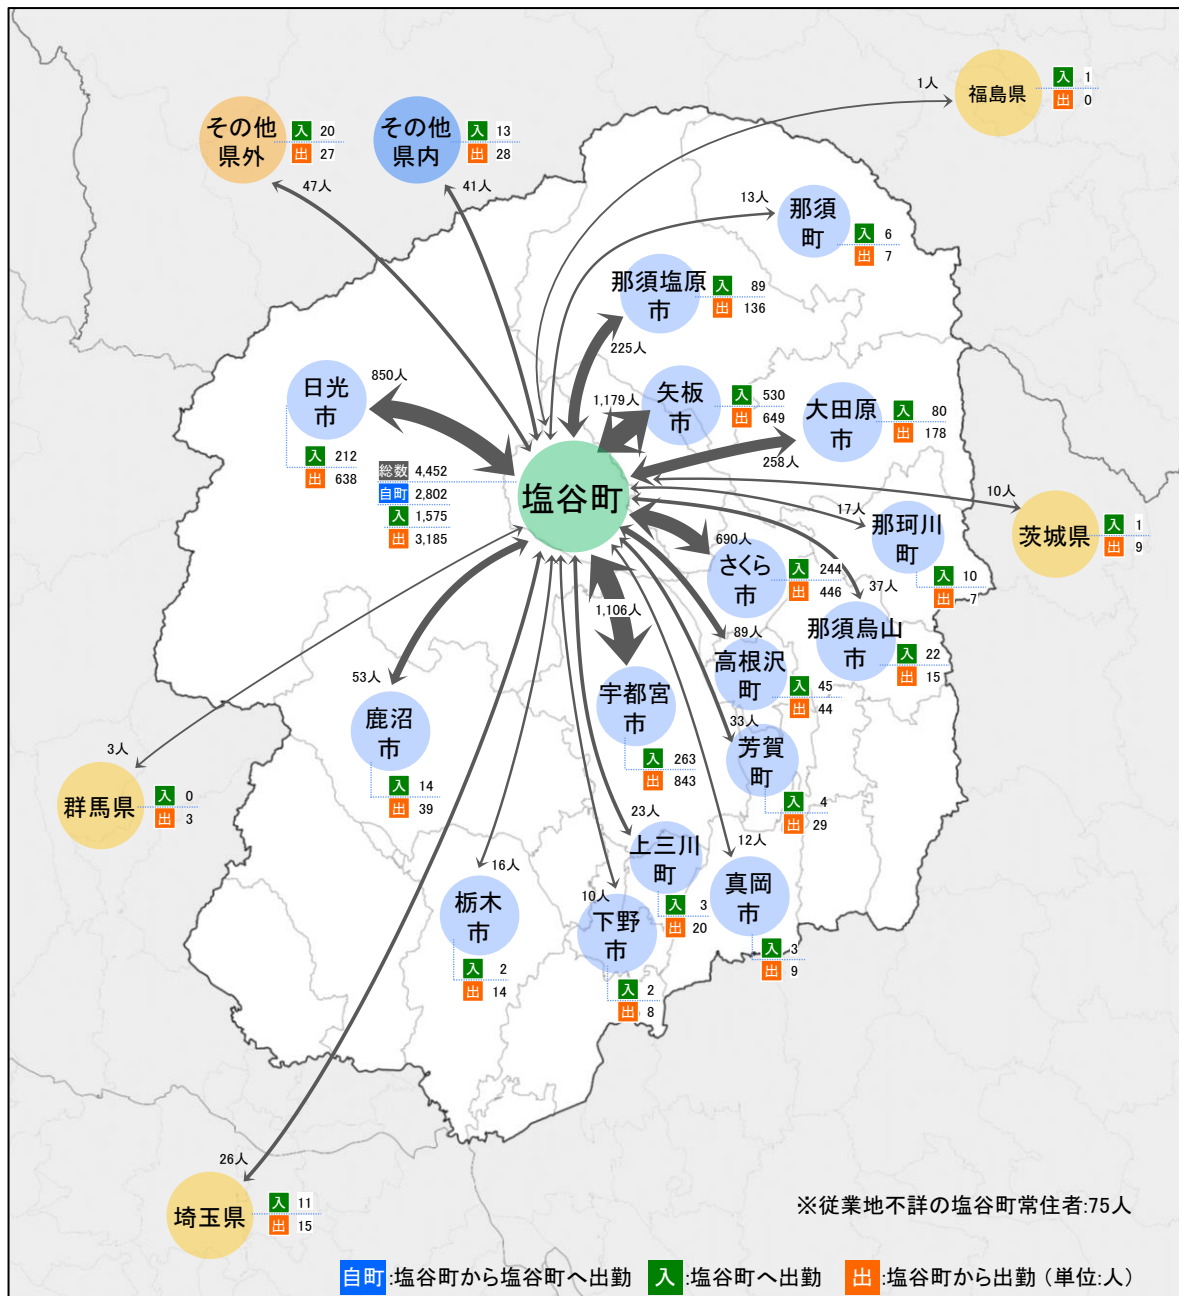 その他
県外
入 20
出 27
47人
その他
県内
入 13
出 28
41人
福島県
入 1
出 0
1人
那須
町
入 6
出 7
13人
那須塩原
市
入 89
出 136
225人
日光
市
850人
入 212
出 638
矢板
市
1,179人
入 530
出 649
大田原
市
入 80
出 178
258人
総数 4,452
自町 2,802
入 1,575
出 3,185
塩谷町
10人
茨城県
入 1
出 9
17人
那珂川
町
入 10
出 7
690人
さくら
市
入 244
出 446
37人
那須烏山
市
入 22
出 15
89人
高根沢
町
入 45
出 44
1,106人
宇都宮
市
入 263
出 843
53人
鹿沼
市
入 14
出 39
33人
芳賀
町
入 4
出 29
3人
群馬県
入 0
出 3
23人
上三川
町
入 3
出 20
12人
真岡
市
入 3
出 9
16人
栃木
市
入 2
出 14
10人
下野
市
入 2
出 8
26人
埼玉県
入 11
出 15
※従業地不詳の塩谷町常住者:75人
自町:塩谷町から塩谷町へ出勤 入:塩谷町へ出勤 出:塩谷町から出勤（単位:人）